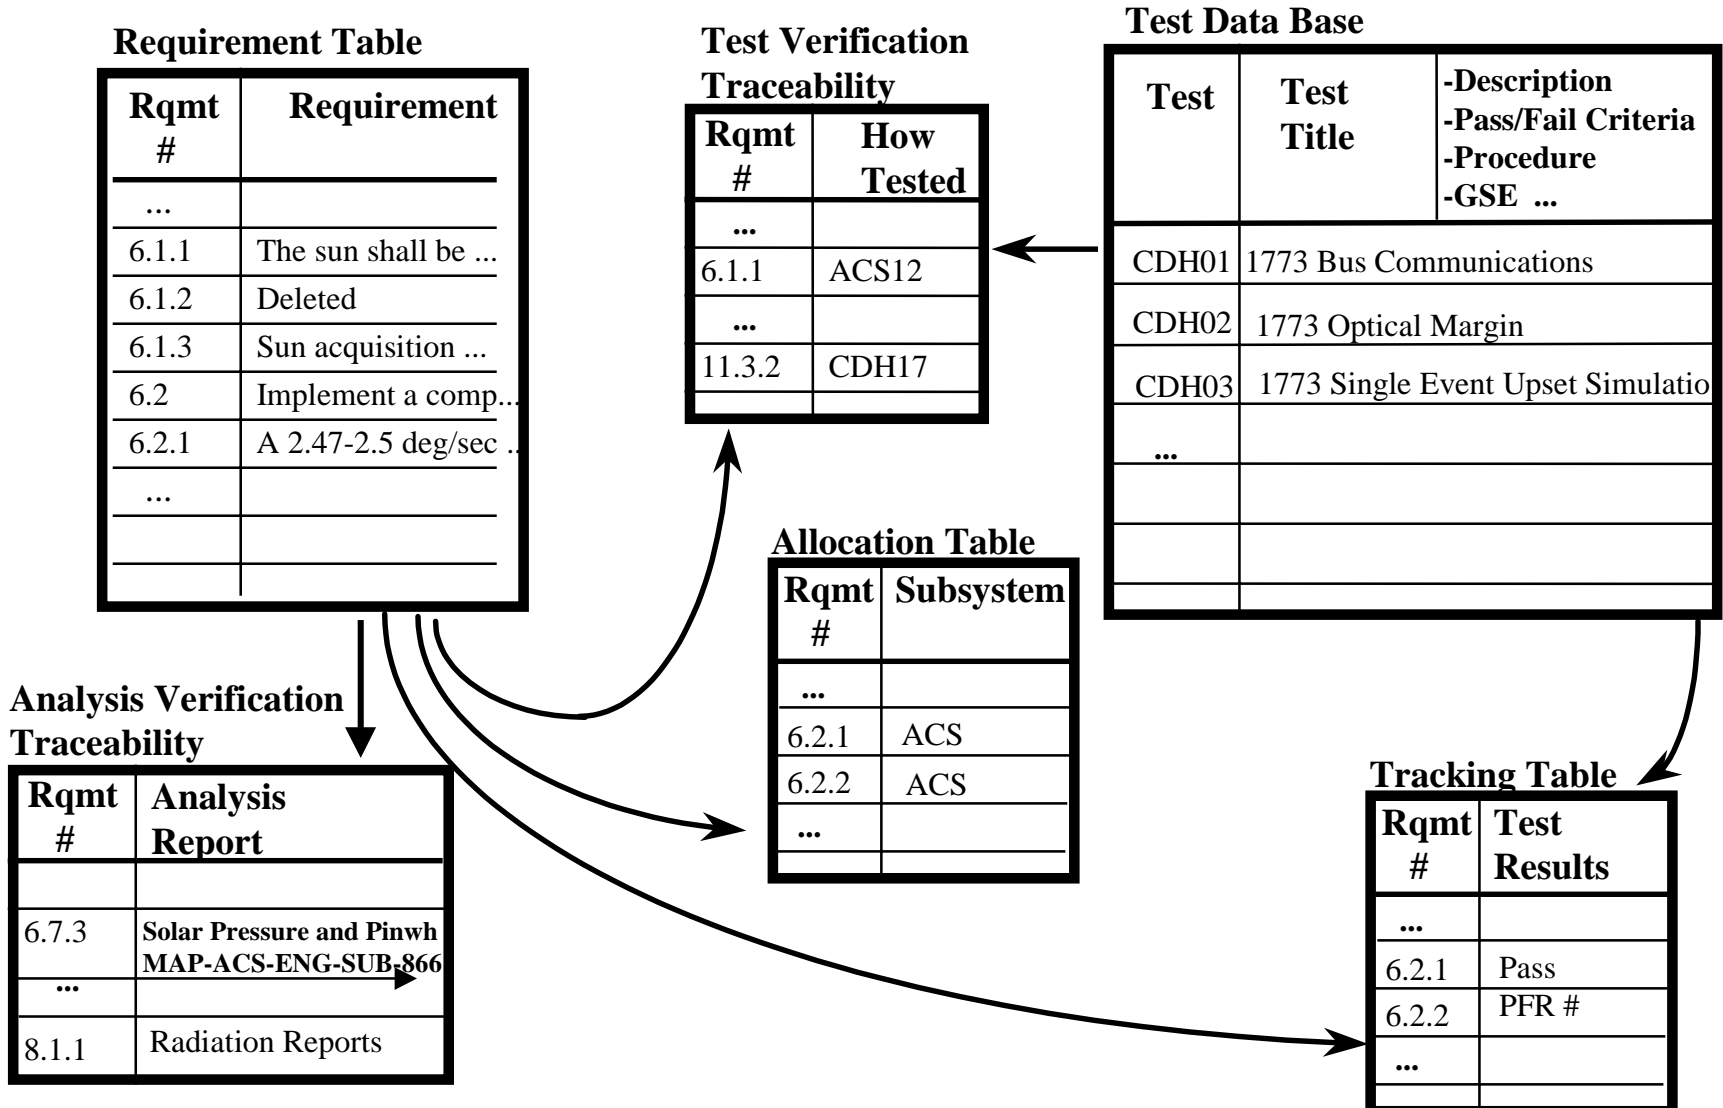 Requirement Table
Rqmt Requirement
#
...
6.1.1 The sun shall be ...
6.1.2 Deleted
6.1.3 Sun acquisition ...
6.2 Implement a comp...
6.2.1 A 2.47-2.5 deg/sec ..
...
Test Verification
Traceability
Rqmt How
# Tested
...
6.1.1 ACS12
...
11.3.2 CDH17
Test Data Base
Test
Test
Title
-Description
-Pass/Fail Criteria
-Procedure
-GSE ...
CDH01 1773 Bus Communications
CDH02 1773 Optical Margin
CDH03 1773 Single Event Upset Simulatio
...
Allocation Table
Rqmt Subsystem
#
...
6.2.1 ACS
6.2.2 ACS
...
Analysis Verification
Traceability
Rqmt Analysis
# Report
6.7.3 Solar Pressure and Pinwh
MAP-ACS-ENG-SUB-866
...
8.1.1 Radiation Reports
Tracking Table
Rqmt Test
# Results
...
6.2.1 Pass
6.2.2 PFR #
...